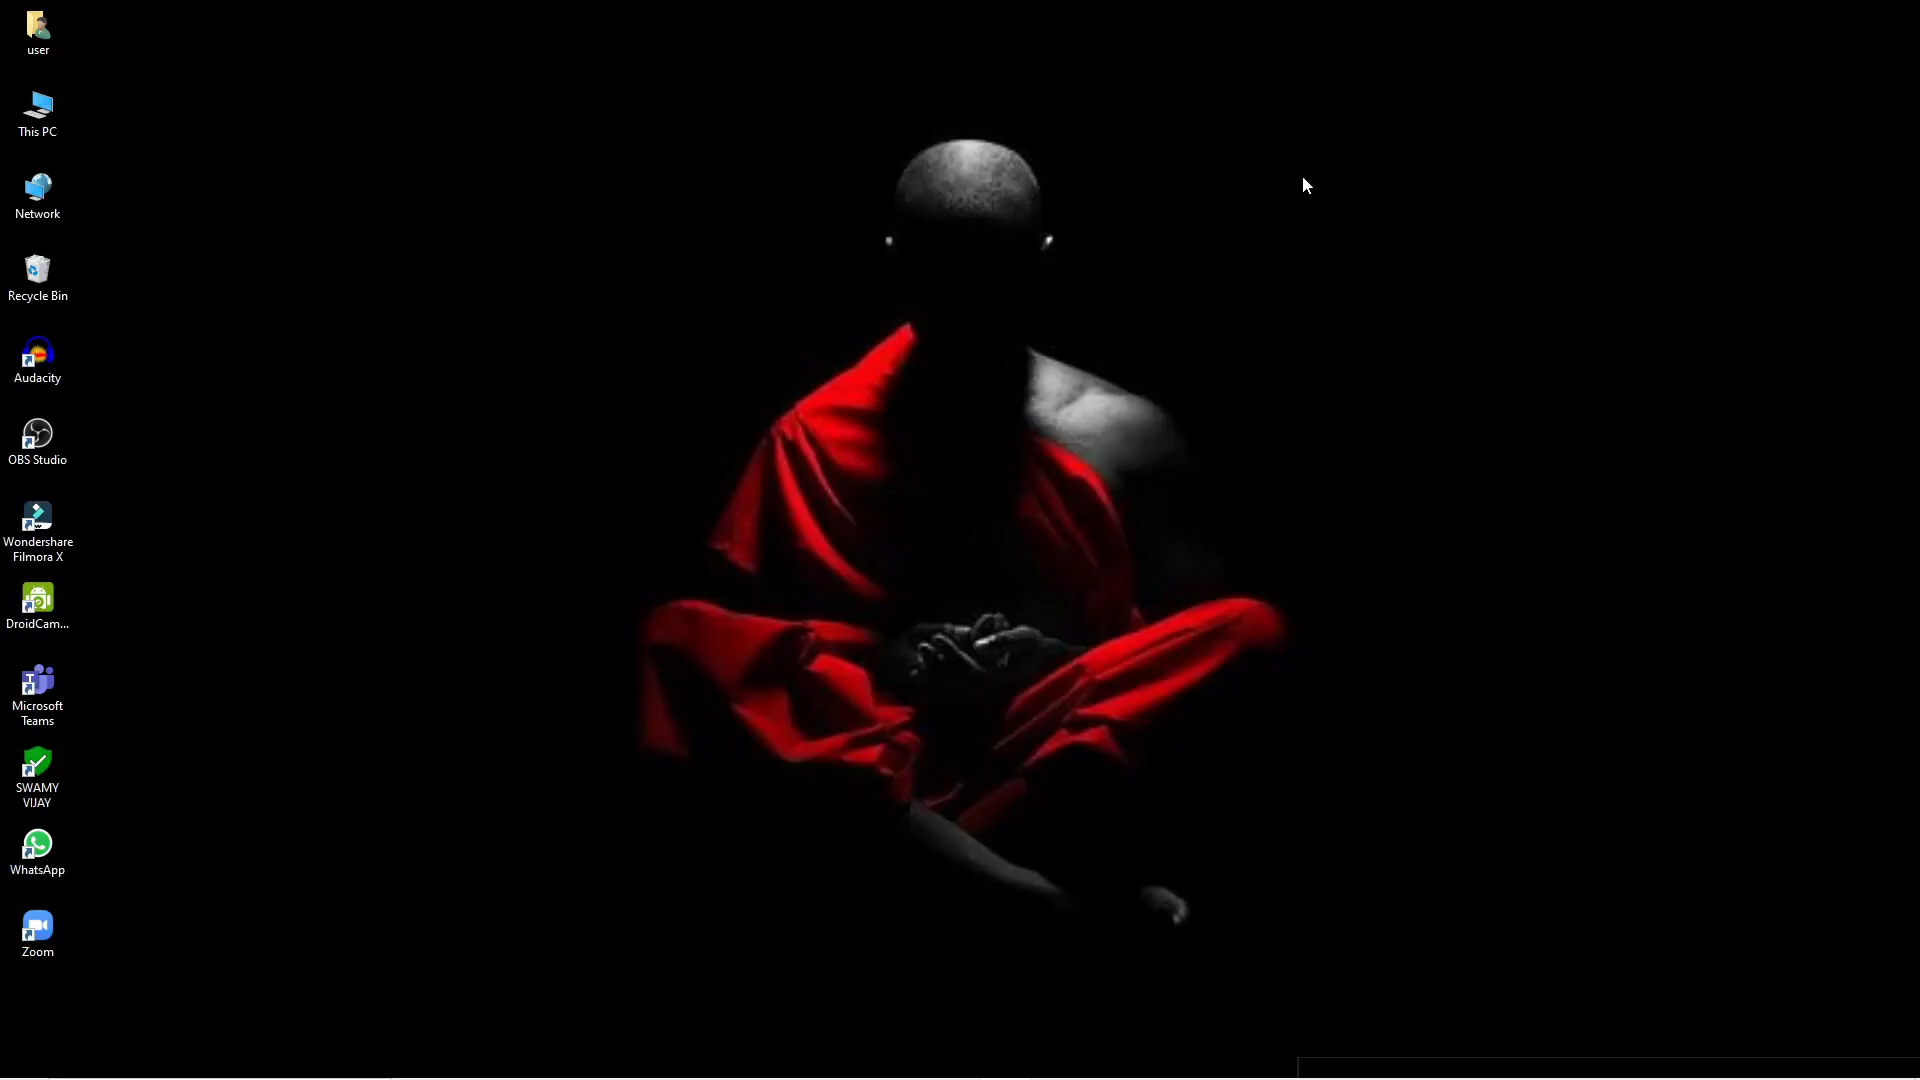 user
This PC
Network
Recycle Bin
Audacity
OBS Studio
Wondershare
Filmora X
DroidCam...
Microsoft
Teams
SWAMY
VIJAY
WhatsApp
Zoom